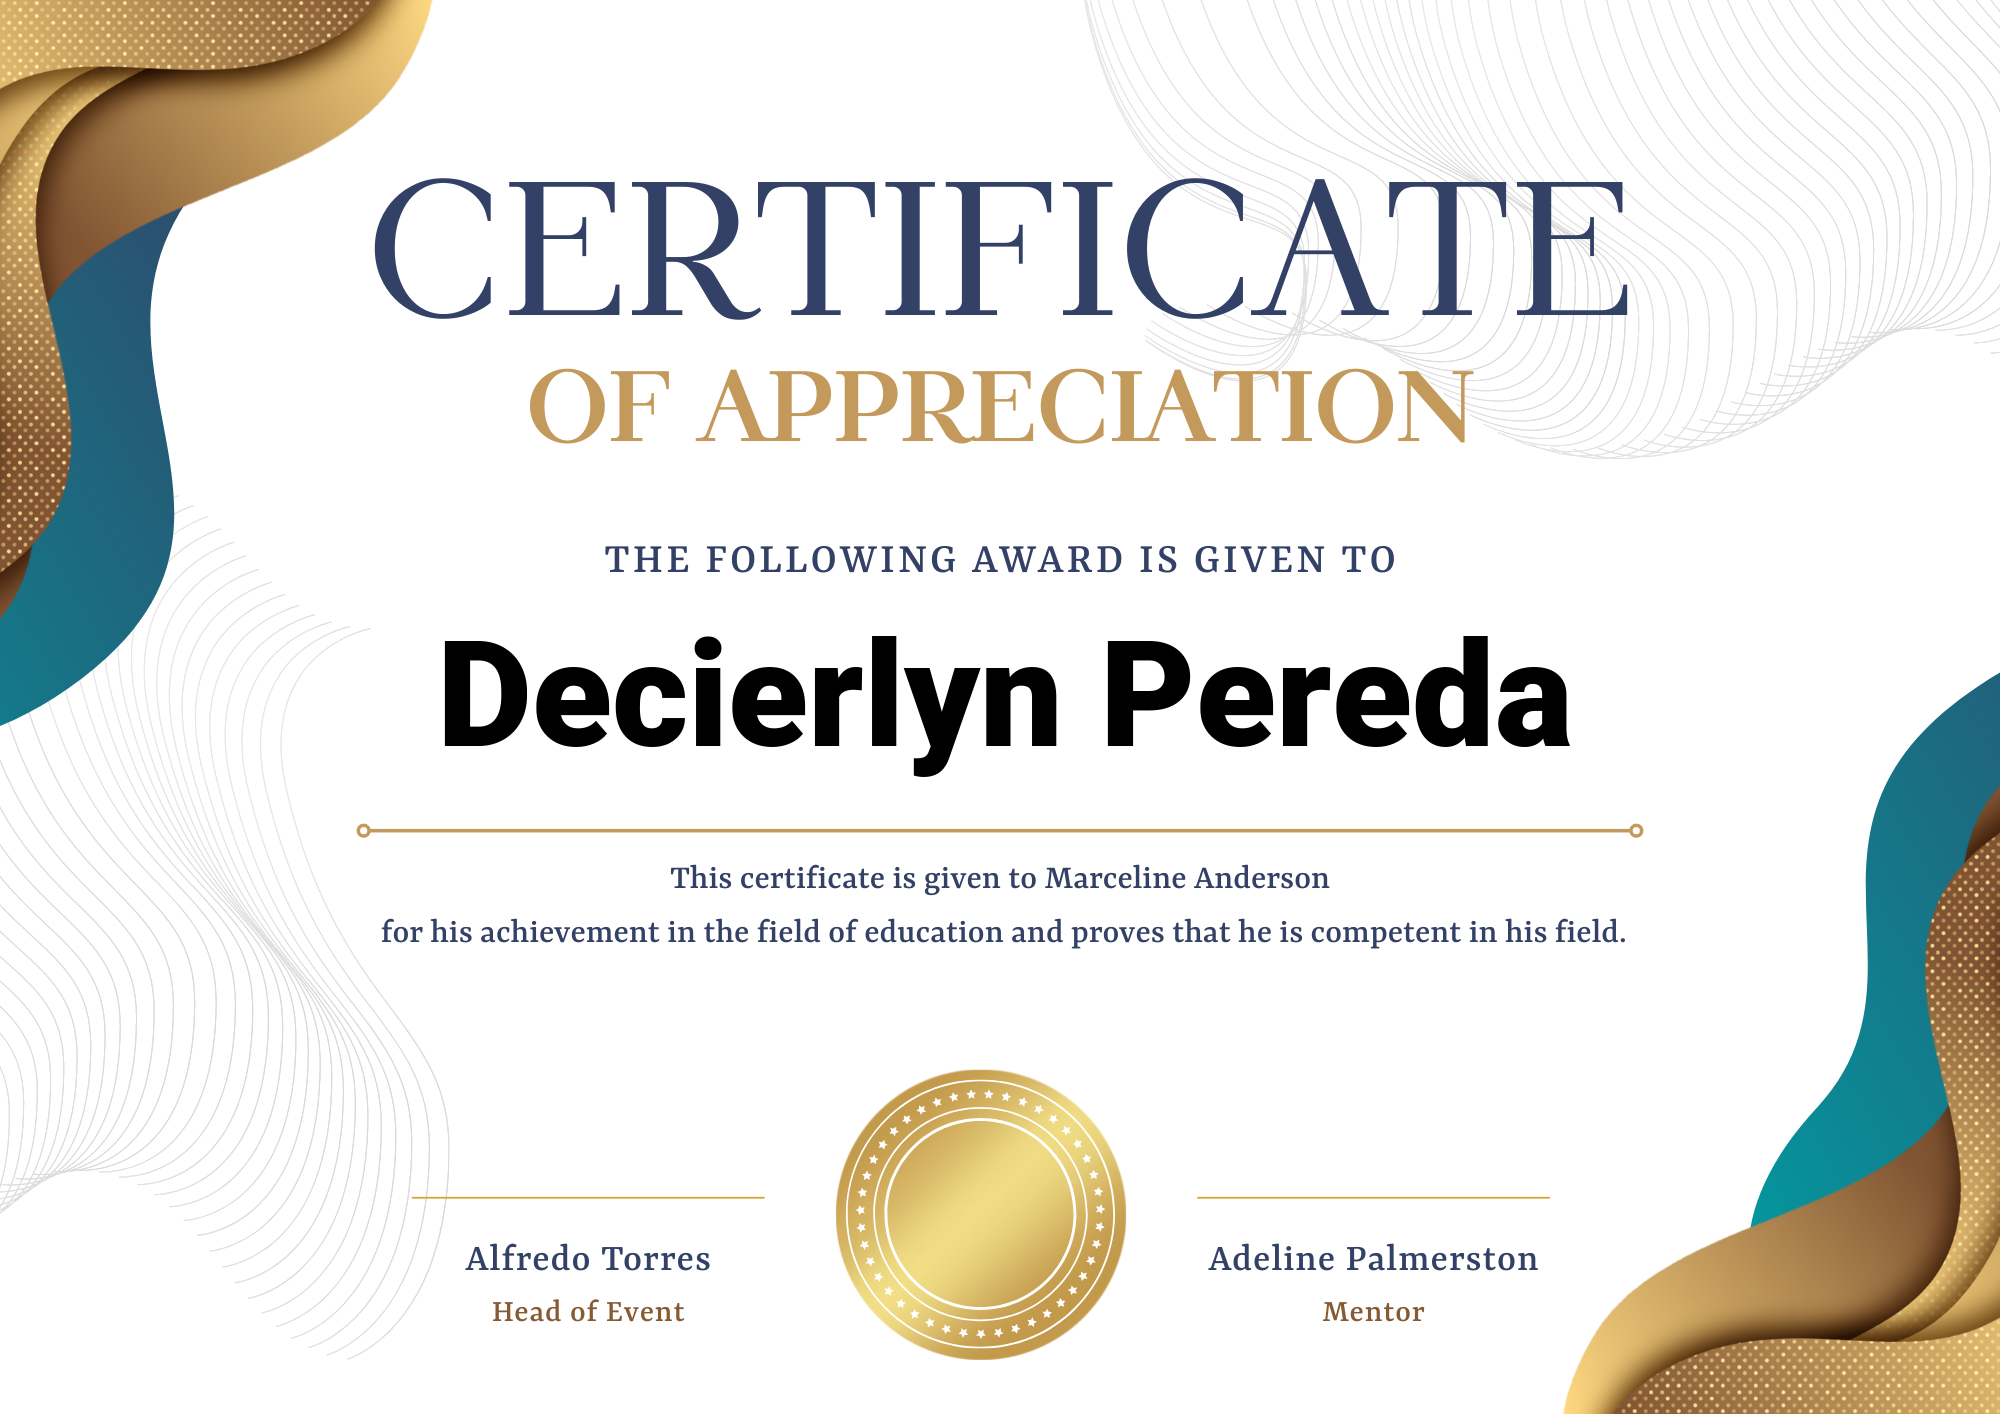 CERTIFICATE
OF APPRECIATION
THE FOLLOWING AWARD IS GIVEN TO
Decierlyn Pereda
This certificate is given to Marceline Anderson
for his achievement in the field of education and proves that he is competent in his field.
Alfredo Torres
Head of Event
Adeline Palmerston
Mentor